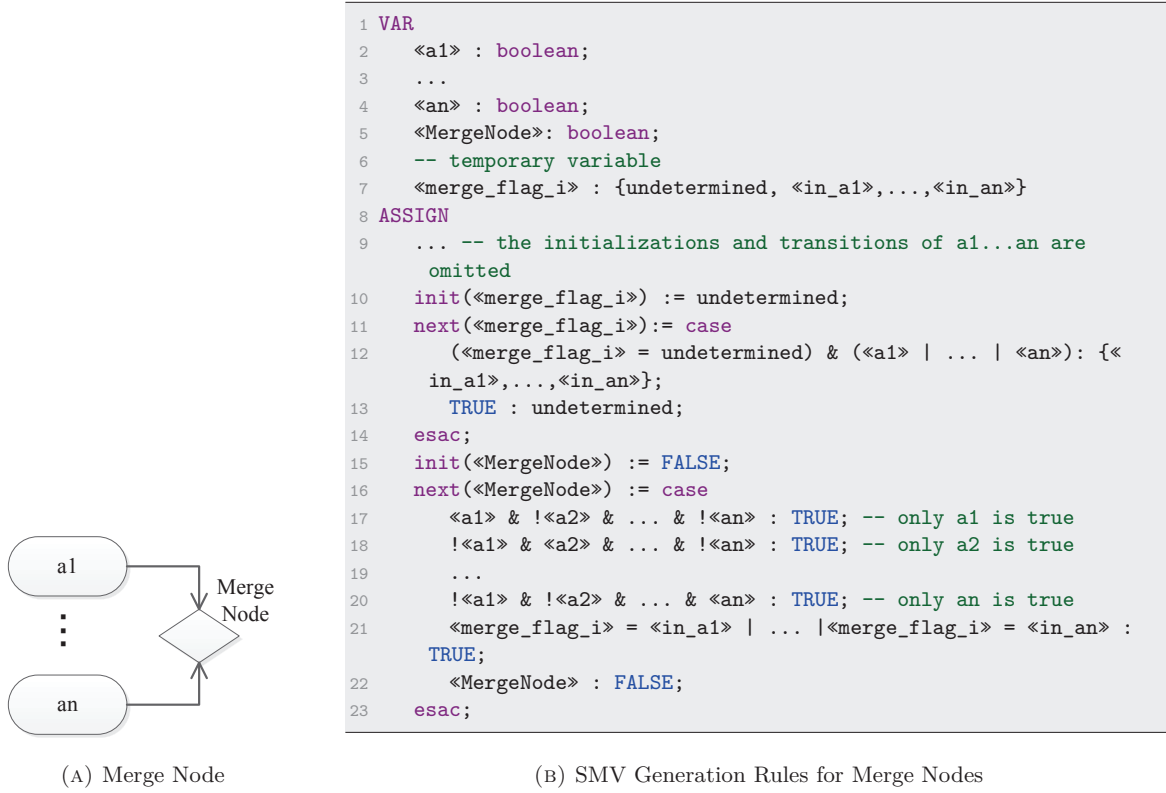 a1
⋮
an
Merge
Node
(A) Merge Node
1 VAR
2 «a1» : boolean;
3 ...
4 «an» : boolean;
5 «MergeNode»: boolean;
6 -- temporary variable
7 «merge_flag_i» : {undetermined, «in_a1»,...,«in_an»}
8 ASSIGN
9 ... -- the initializations and transitions of a1...an are
omitted
10 init(«merge_flag_i») := undetermined;
11 next(«merge_flag_i»):= case
12 («merge_flag_i» = undetermined) & («a1» | ... | «an»): {«
in_a1»,...,«in_an»};
13 TRUE : undetermined;
14 esac;
15 init(«MergeNode») := FALSE;
16 next(«MergeNode») := case
17 «a1» & !«a2» & ... & !«an» : TRUE; -- only a1 is true
18 !«a1» & «a2» & ... & !«an» : TRUE; -- only a2 is true
19 ...
20 !«a1» & !«a2» & ... & «an» : TRUE; -- only an is true
21 «merge_flag_i» = «in_a1» | ... |«merge_flag_i» = «in_an» :
TRUE;
22 «MergeNode» : FALSE;
23 esac;
(B) SMV Generation Rules for Merge Nodes